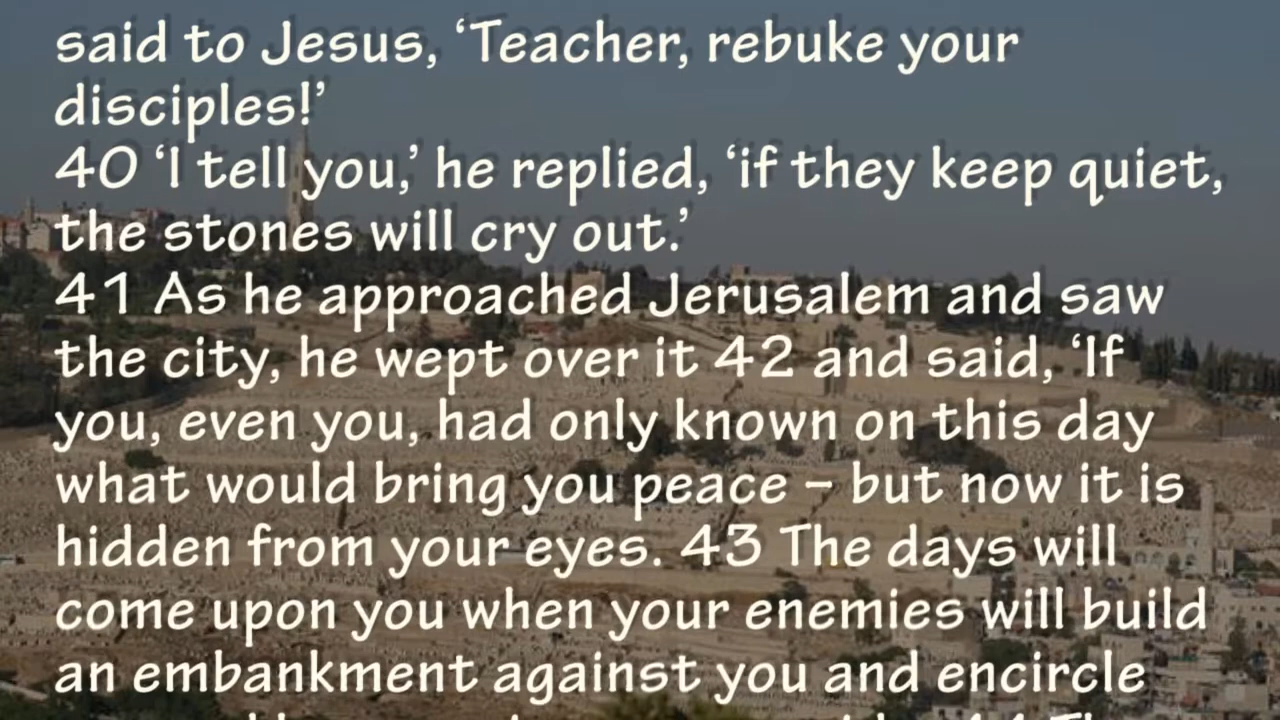 said to Jesus, ‘Teacher, rebuke your
disciples!’
40 ‘I tell you,’ he replied, ‘if they keep quiet,
the stones will cry out.’
41 As he approached Jerusalem and saw
the city, he wept over it 42 and said, ‘If
you, even you, had only known on this day
what would bring you peace – but now it is
hidden from your eyes. 43 The days will
come upon you when your enemies will build
an embankment against you and encircle